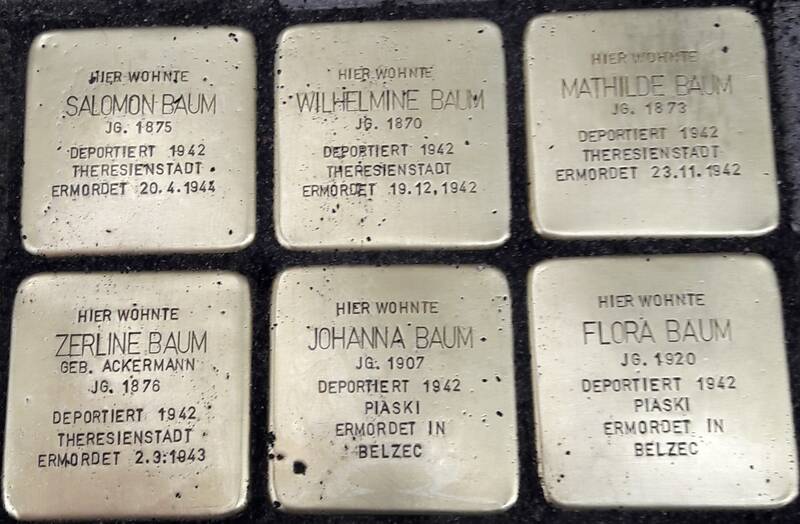 HIER WOHNTE
SALOMON BAUM
JG. 1875
DEPORTIERT 1942
THERESIENSTADT
ERMORDET 20.4.1944
HIER WOHNTE
WILHELMINE BAUM
JG. 1870
DEPORTIERT 1942
THERESIENSTADT
ERMORDET 19.12.1942
HIER WOHNTE
MATHILDE BAUM
JG. 1873
DEPORTIERT 1942
THERESIENSTADT
ERMORDET 23.11.1942
HIER WOHNTE
ZERLINE BAUM
GEB. ACKERMANN
JG. 1876
DEPORTIERT 1942
THERESIENSTADT
ERMORDET 2.3.1943
HIER WOHNTE
JOHANNA BAUM
JG. 1907
DEPORTIERT 1942
PIASKI
ERMORDET IN
BELZEC
HIER WOHNTE
FLORA BAUM
JG. 1920
DEPORTIERT 1942
PIASKI
ERMORDET IN
BELZEC